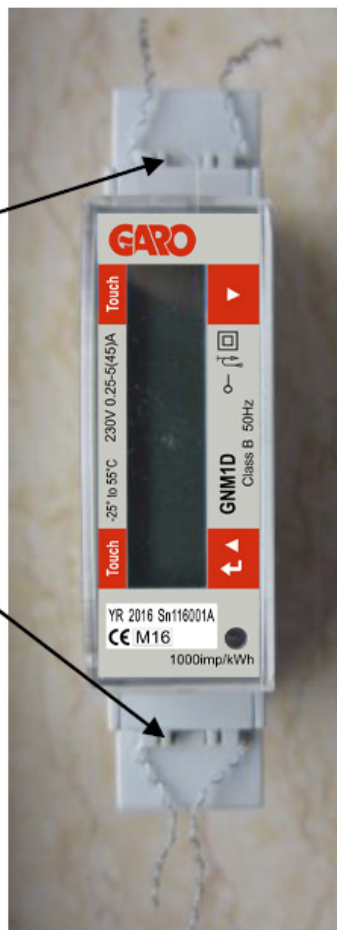 GARO
Touch
-25° to 55°C 230V 0.25-5(45)A
Touch
GNM1D
Class B 50Hz
YR 2016 Sn116001A
CE M16
1000imp/kWh